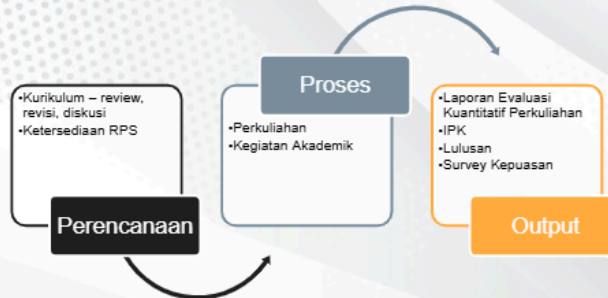 •Kurikulum – review,
revisi, diskusi
•Ketersediaan RPS
Perencanaan
Proses
•Perkuliahan
•Kegiatan Akademik
•Laporan Evaluasi
Kuantitatif Perkuliahan
•IPK
•Lulusan
•Survey Kepuasan
Output